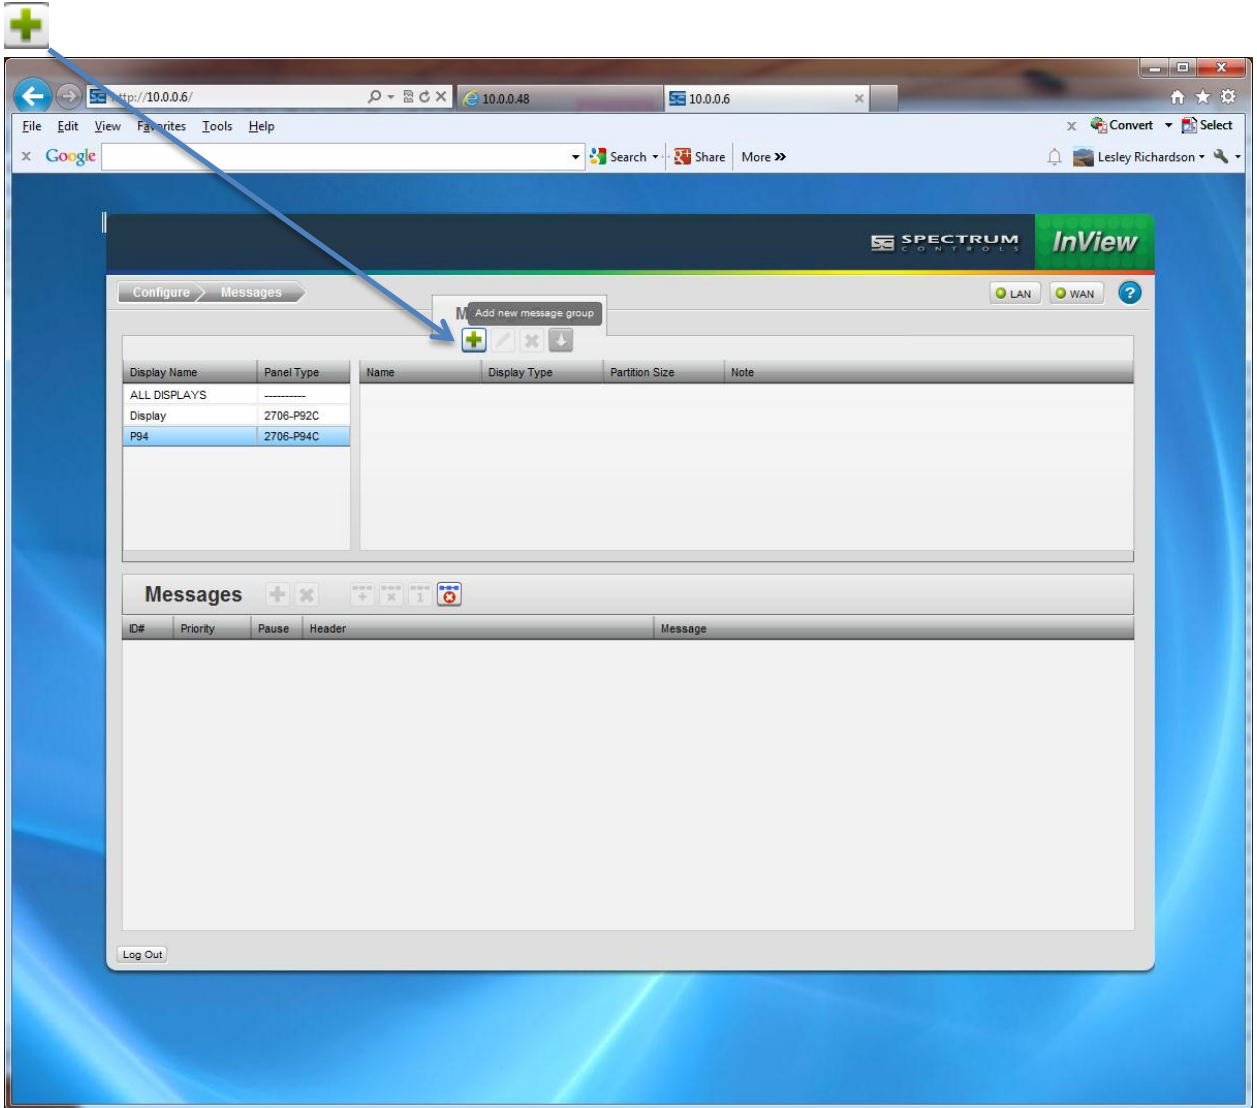 http://10.0.0.6/
10.0.0.48
10.0.0.6
File Edit View Favorites Tools Help
Convert
Select
Google
Search
Share
More »
Lesley Richardson
SPECTRUM
CONTROLS
InView
Configure
Messages
LAN
WAN
?
Add new message group
Display Name Panel Type Name Display Type Partition Size Note
ALL DISPLAYS ----------
Display 2706-P92C
P94 2706-P94C
Messages
ID# Priority Pause Header Message
Log Out